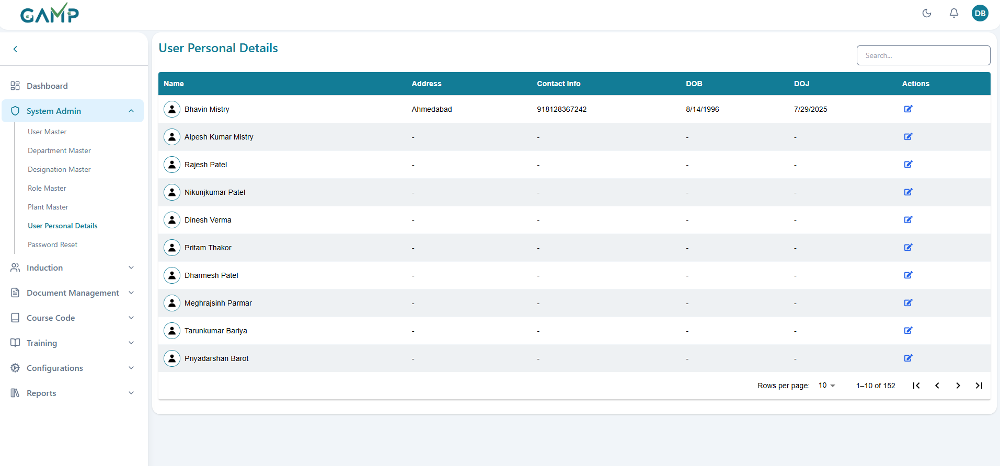 GAMP
DB
User Personal Details
Search...
Dashboard
System Admin
User Master
Department Master
Designation Master
Role Master
Plant Master
User Personal Details
Password Reset
Induction
Document Management
Course Code
Training
Configurations
Reports
Name Address Contact Info DOB DOJ Actions
Bhavin Mistry Ahmedabad 918128367242 8/14/1996 7/29/2025
Alpesh Kumar Mistry - - - -
Rajesh Patel - - - -
Nikunjkumar Patel - - - -
Dinesh Verma - - - -
Pritam Thakor - - - -
Dharmesh Patel - - - -
Meghrajsinh Parmar - - - -
Tarunkumar Bariya - - - -
Priyadarshan Barot - - - -
Rows per page: 10 1–10 of 152